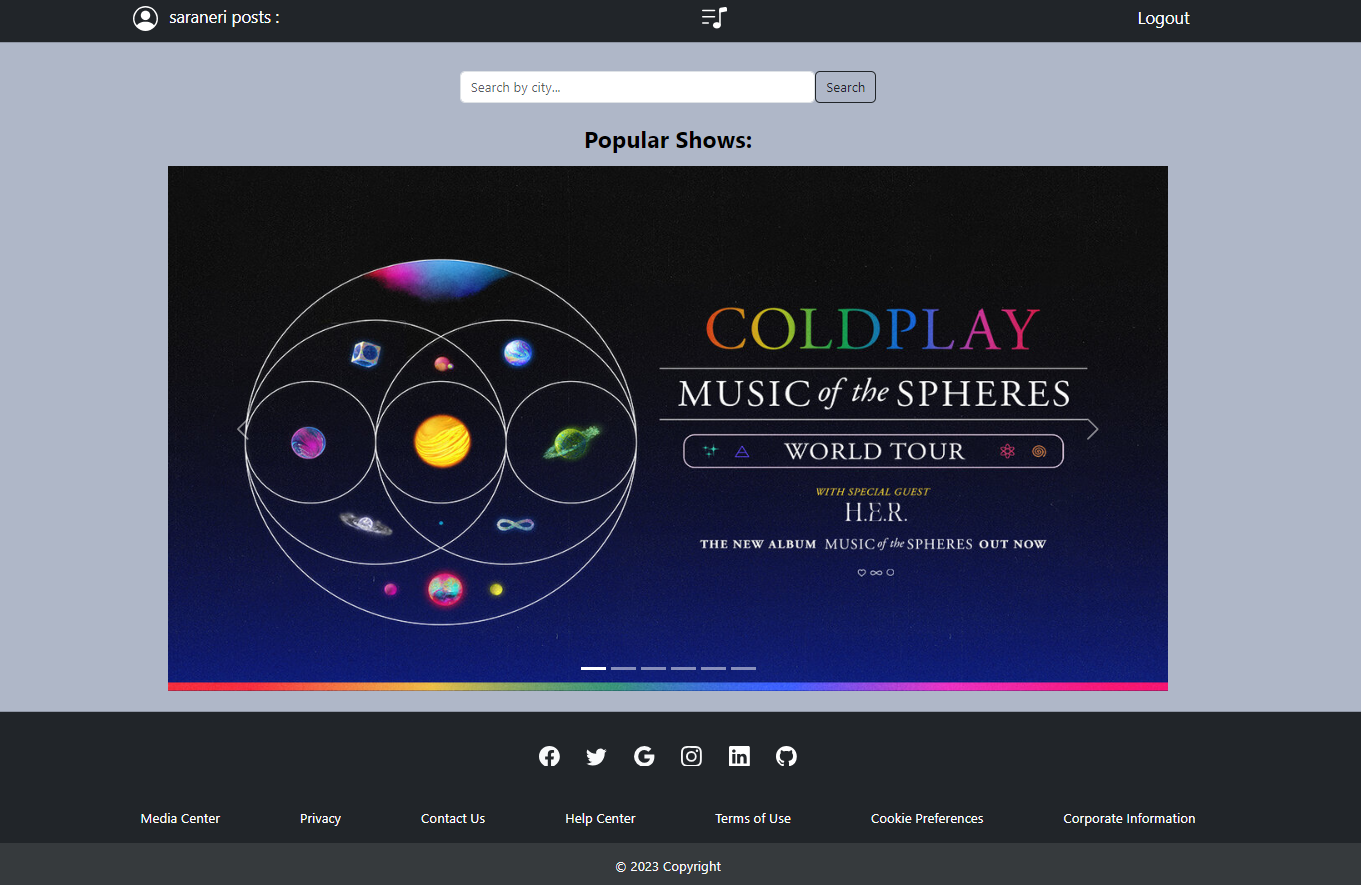 saraneri posts :
Logout
Search by city...
Search
Popular Shows:
COLDPLAY
MUSIC of the SPHERES
WORLD TOUR
WITH SPECIAL GUEST
H.E.R.
THE NEW ALBUM MUSIC of the SPHERES OUT NOW
Media Center Privacy Contact Us Help Center Terms of Use Cookie Preferences Corporate Information
© 2023 Copyright